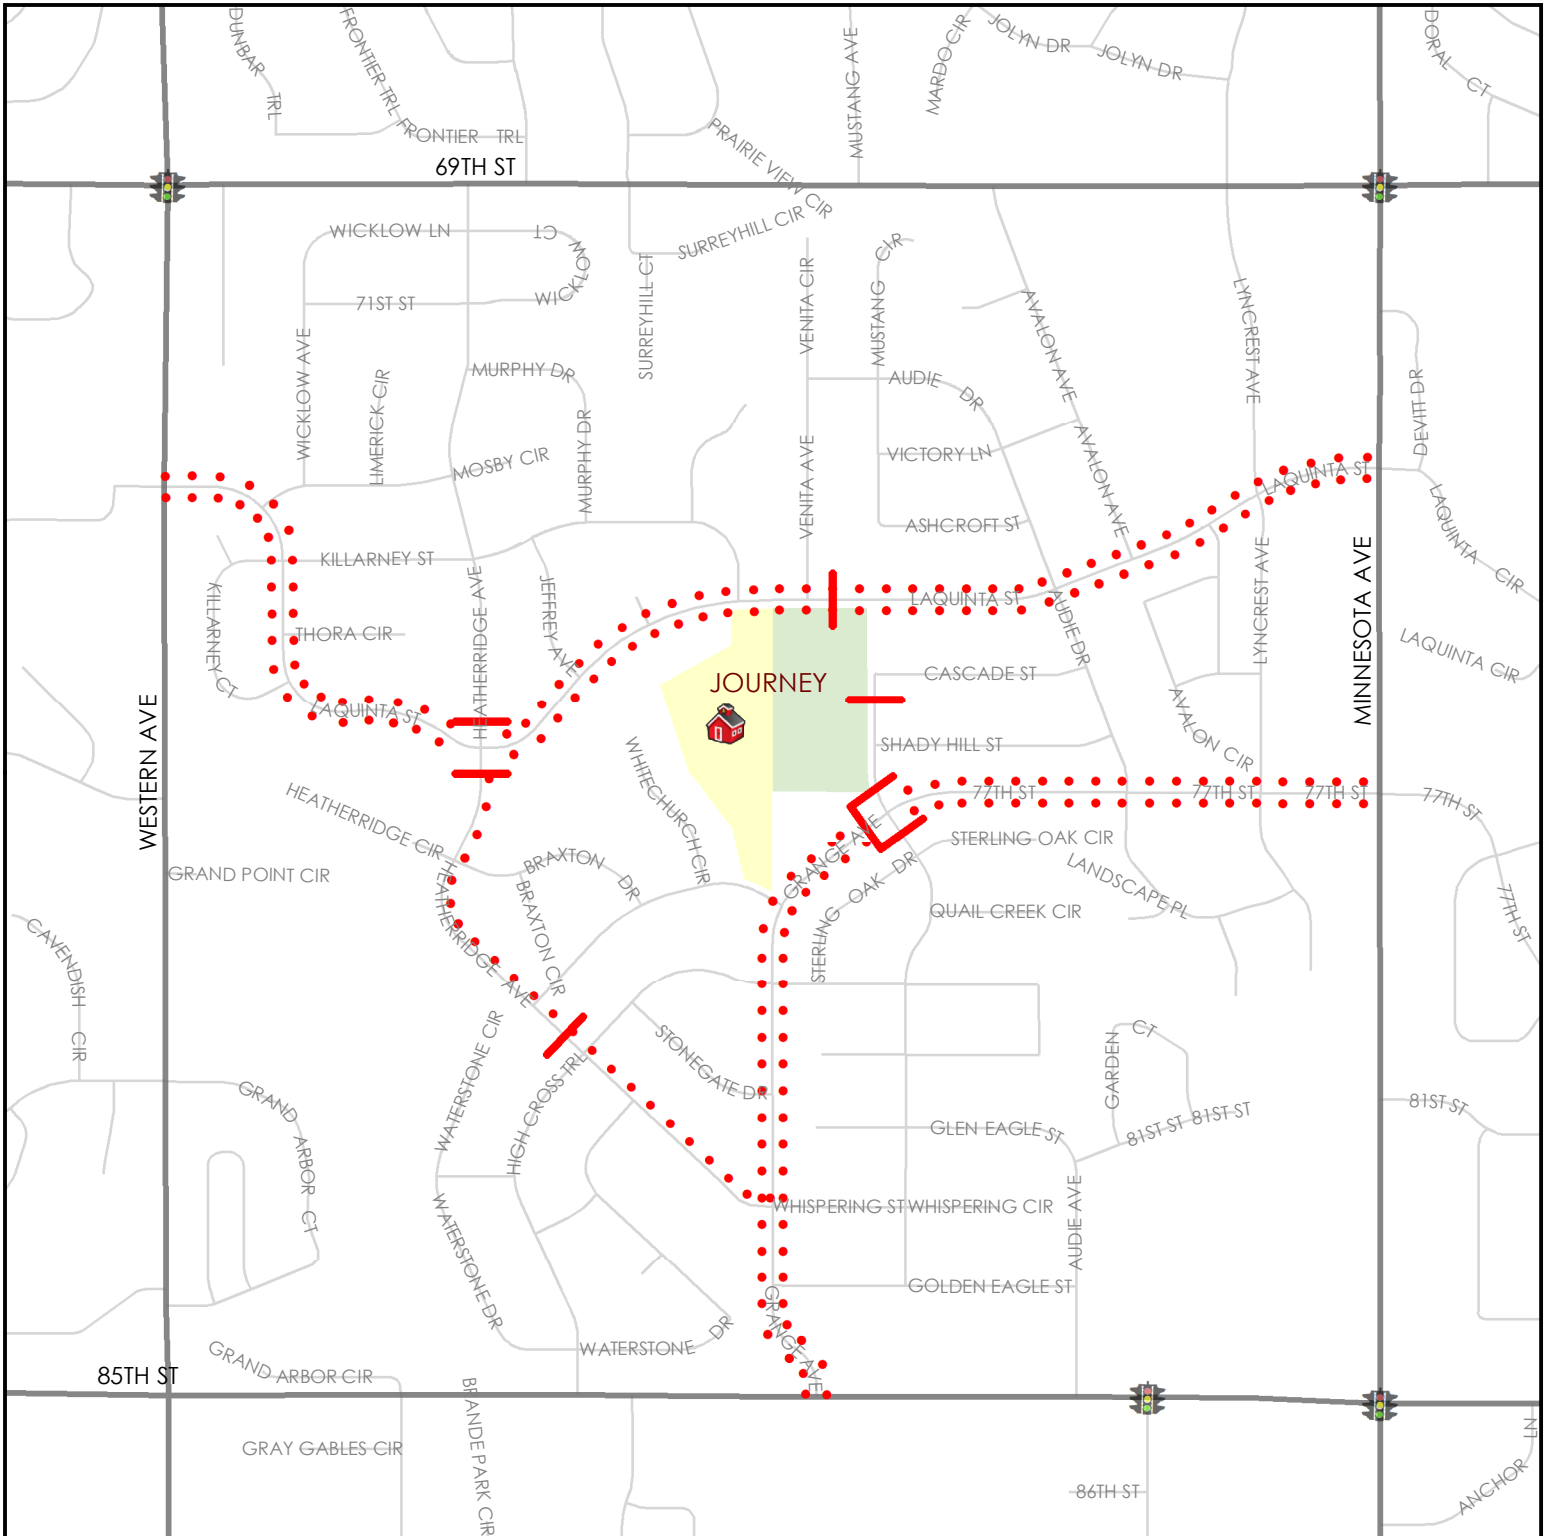 DUNBAR TRL
FRONTIER TRL
FRONTIER TRL
MUSTANG AVE
MARDO CIR
JOLYN DR
JOLYN DR
DORAL CT
PRAIRIE VIEW CIR
69TH ST
WICKLOW LN
WICKLOW CT
SURREYHILL CIR
SURREYHILL CT
71ST ST
VENITA CIR
MUSTANG CIR
AVALON AVE
LYNCREST AVE
WICKLOW AVE
LIMERICK CIR
MURPHY DR
MURPHY DR
AUDIE DR
DEVITT DR
MOSBY CIR
VENITA AVE
VICTORY LN
AVALON AVE
LAQUINTA ST
ASHCROFT ST
LAQUINTA CIR
KILLARNEY ST
KILLARNEY CT
HEATHERRIDGE AVE
JEFFREY AVE
LAQUINTA ST
AUDIE DR
LYNCREST AVE
MINNESOTA AVE
THORA CIR
LAQUINTA CIR
CASCADE ST
JOURNEY
LAQUINTA ST
WESTERN AVE
SHADY HILL ST
AVALON CIR
WHITECHURCH CIR
HEATHERRIDGE CIR
77TH ST
77TH ST
77TH ST
77TH ST
GRANGE AVE
STERLING OAK CIR
STERLING OAK DR
GRAND POINT CIR
BRAXTON DR
BRAXTON CIR
HEATHERRIDGE AVE
LANDSCAPE PL
QUAIL CREEK CIR
77TH ST
CAVENDISH CIR
WATERSTONE CIR
STONEGATE DR
GARDEN CT
HIGH CROSS TRL
GRAND ARBOR CT
GLEN EAGLE ST
81ST ST
81ST ST
81ST ST
WHISPERING ST
WHISPERING CIR
AUDIE AVE
WATERSTONE DR
GOLDEN EAGLE ST
GRANGE AVE
WATERSTONE DR
GRAND ARBOR CIR
85TH ST
BRANDE PARK CIR
GRAY GABLES CIR
86TH ST
ANCHOR LN